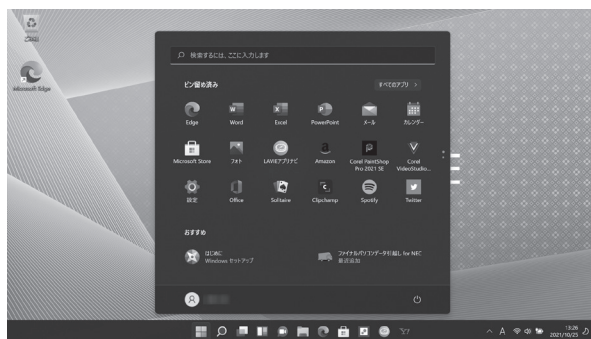 ごみ箱
Microsoft Edge
検索するには、ここに入力します
ピン留め済み
すべてのアプリ >
Edge
Word
Excel
PowerPoint
メール
カレンダー
Microsoft Store
フォト
LAVIEアプリナビ
Amazon
Corel PaintShop
Pro 2021 SE
Corel
VideoStudio...
設定
Office
Solitaire
Clipchamp
Spotify
Twitter
おすすめ
はじめに
Windows セットアップ
ファイナルパソコンデータ引越し for NEC
最近追加
A
13:26
2021/10/25